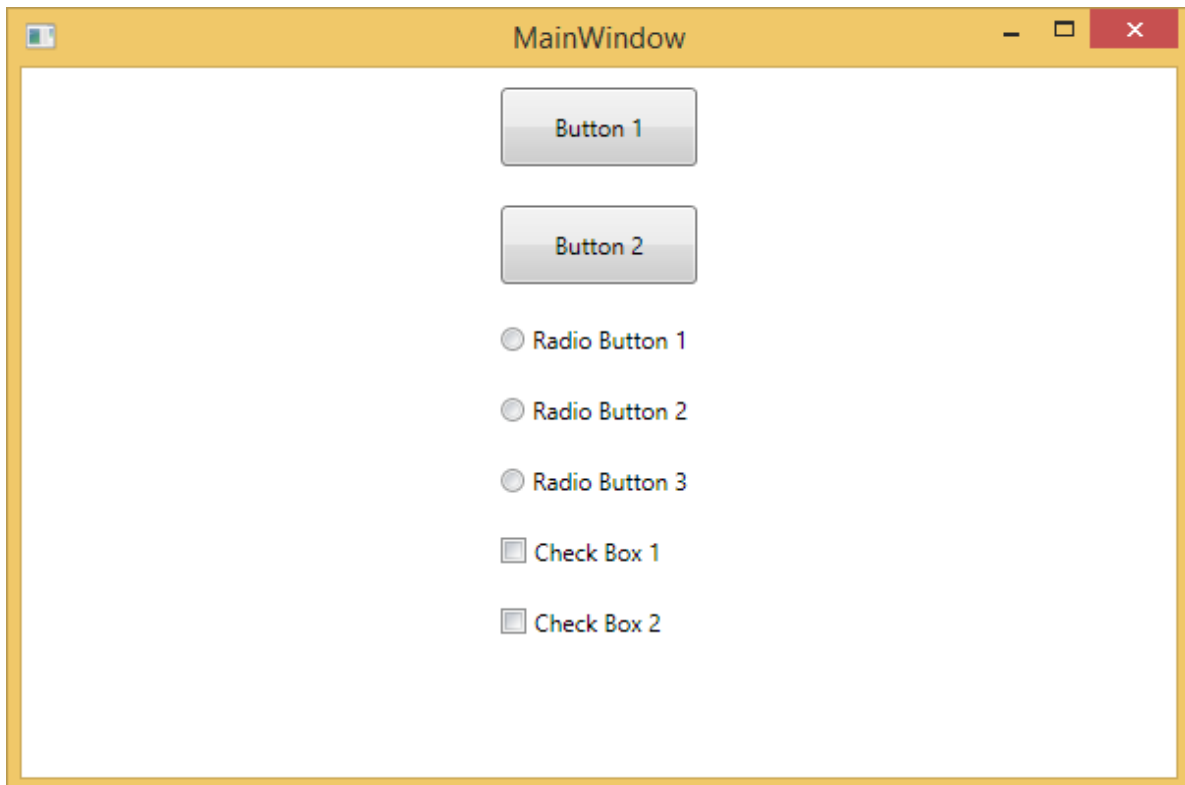 MainWindow
Button 1
Button 2
Radio Button 1
Radio Button 2
Radio Button 3
Check Box 1
Check Box 2